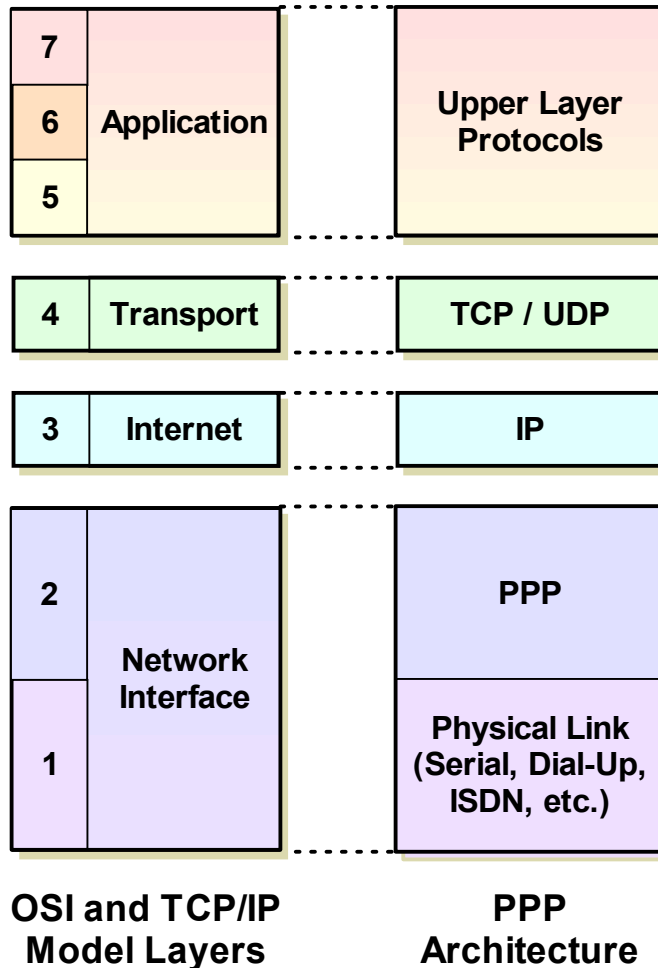 7
6
5
Application
Upper Layer
Protocols
4
Transport
TCP / UDP
3
Internet
IP
2
1
Network
Interface
PPP
Physical Link
(Serial, Dial-Up,
ISDN, etc.)
OSI and TCP/IP
Model Layers
PPP
Architecture